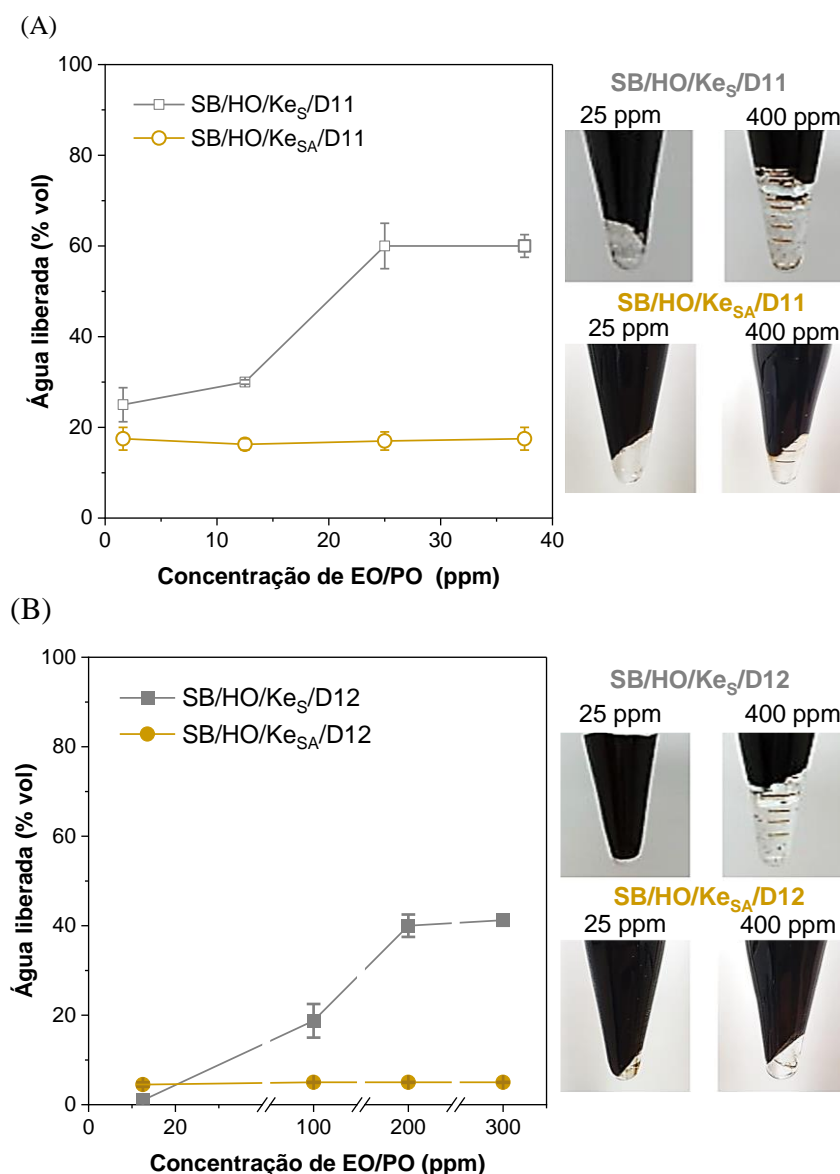 (A)
100
80
60
40
20
0
Água liberada (% vol)
SB/HO/KeS/D11
SB/HO/KeSA/D11
0 10 20 30 40
Concentração de EO/PO (ppm)
SB/HO/KeS/D11
25 ppm 400 ppm
SB/HO/KeSA/D11
25 ppm 400 ppm
(B)
100
80
60
40
20
0
Água liberada (% vol)
SB/HO/KeS/D12
SB/HO/KeSA/D12
0 20 100 200 300
Concentração de EO/PO (ppm)
SB/HO/KeS/D12
25 ppm 400 ppm
SB/HO/KeSA/D12
25 ppm 400 ppm